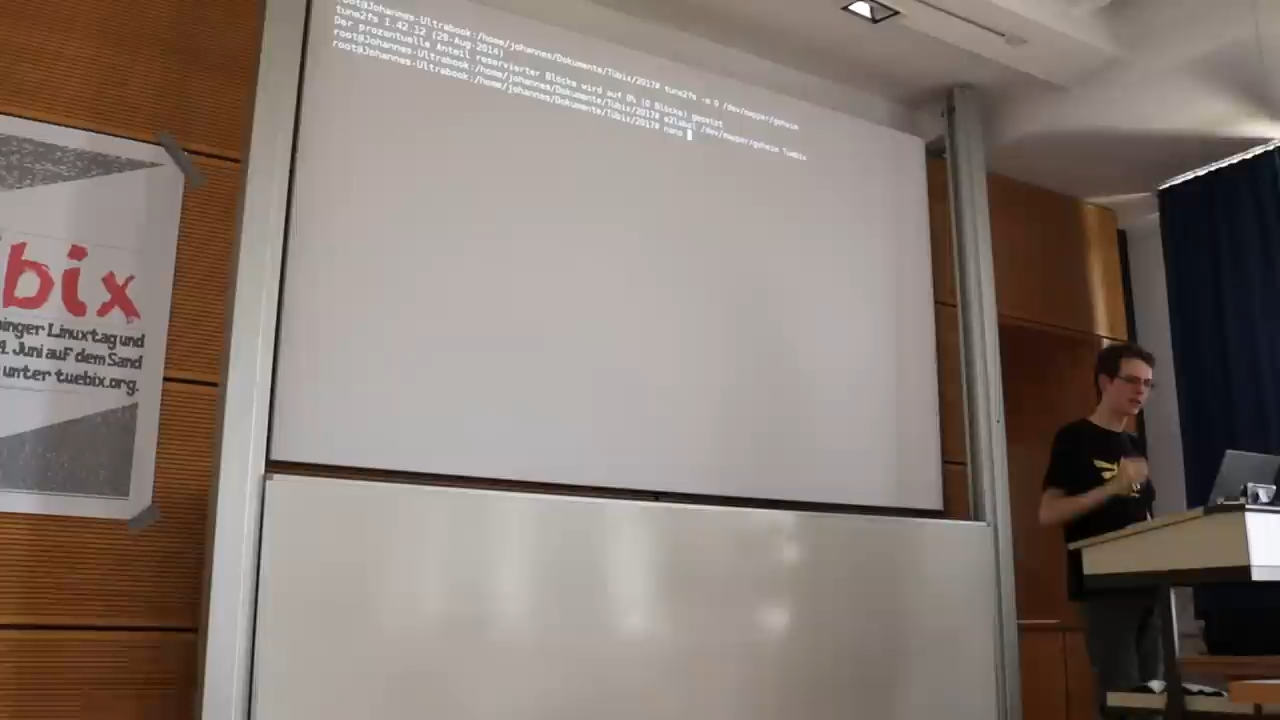 root@Johannes-Ultrabook:/home/johannes/Dokumente/Tübix/2017# tune2fs -m 0 /dev/mapper/geheim
tune2fs 1.42.12 (29-Aug-2014)
Der prozentuelle Anteil reservierter Blöcke wird auf 0% (0 Blöcke) gesetzt
root@Johannes-Ultrabook:/home/johannes/Dokumente/Tübix/2017# e2label /dev/mapper/geheim Tuebix
root@Johannes-Ultrabook:/home/johannes/Dokumente/Tübix/2017# nano
bix
inger Linuxtag und
. Juni auf dem Sand
unter tuebix.org.